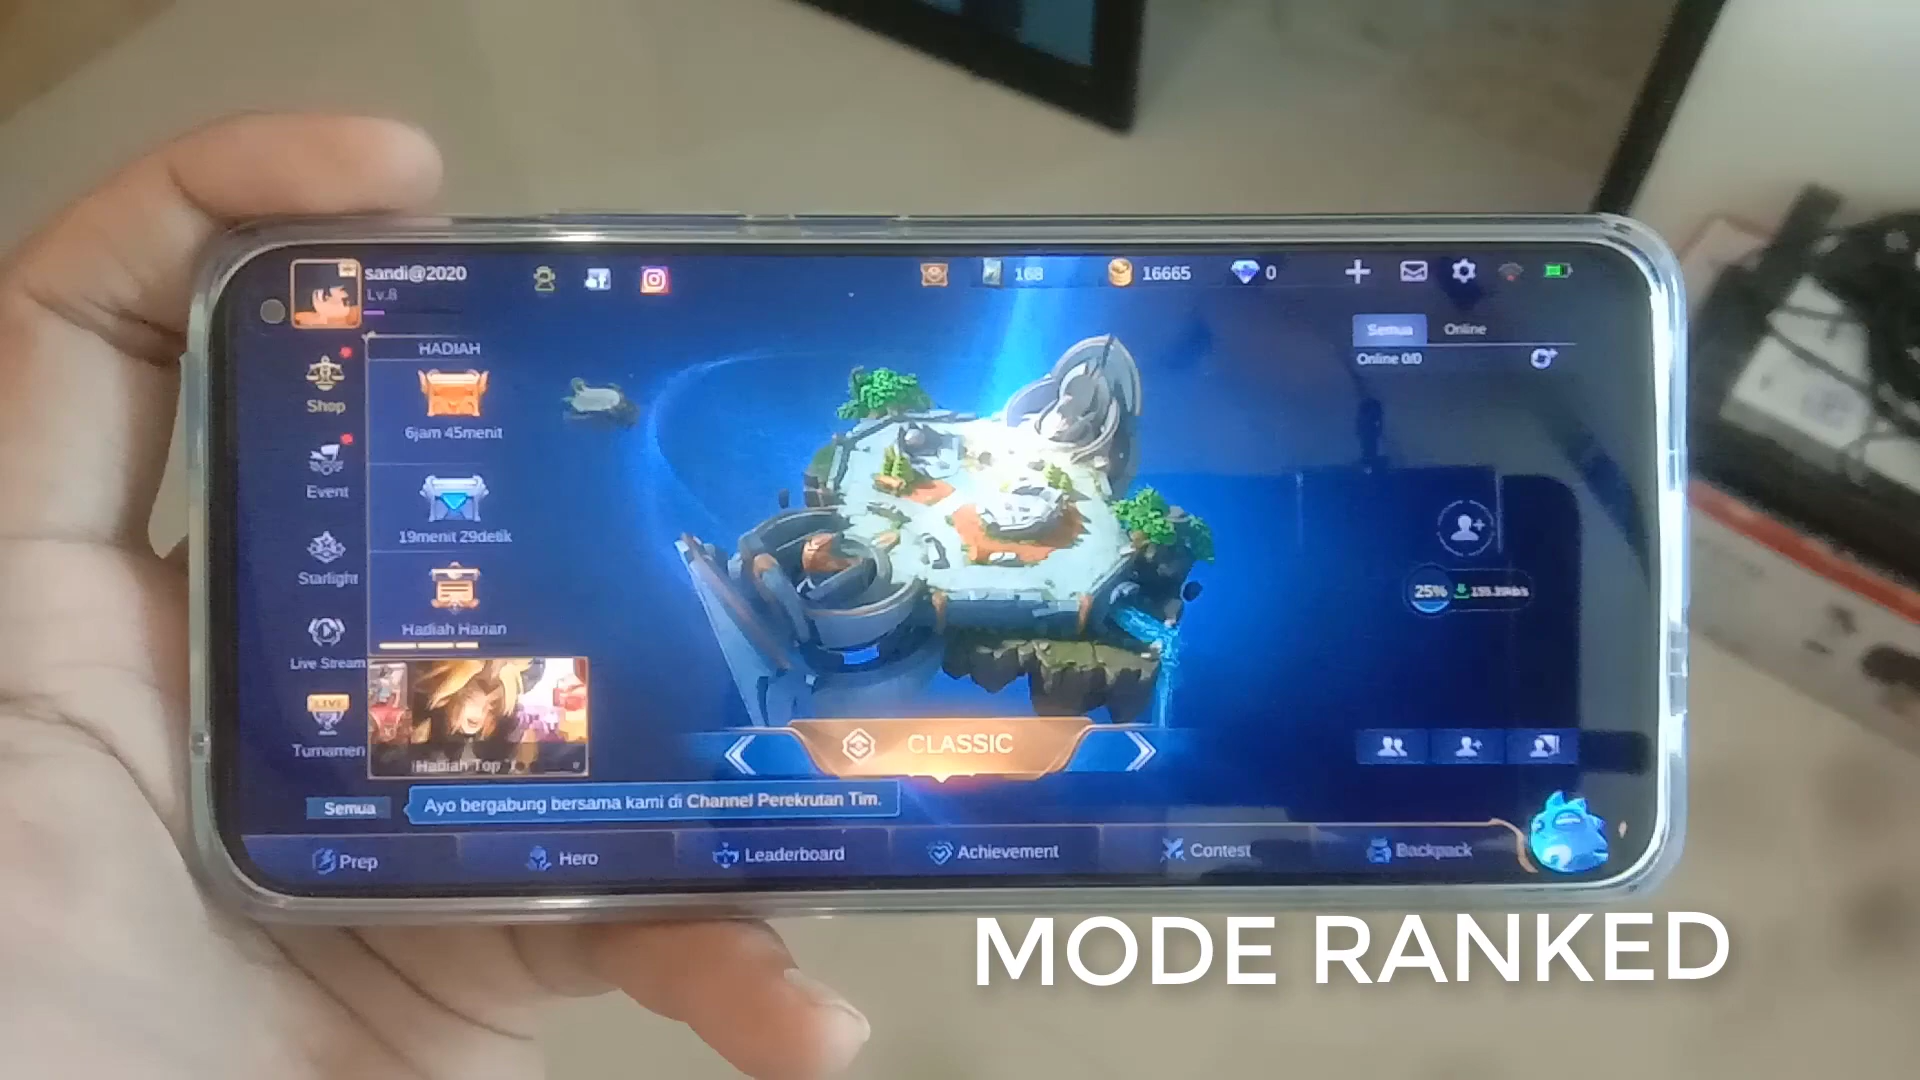 sandi@2020
Lv.8
168
16665
0
Semua
Online
Online 0/0
HADIAH
6jam 45menit
19menit 29detik
Hadiah Harian
Shop
Event
Starlight
Live Stream
LIVE
Turnamen
Hadiah Top
25%
CLASSIC
Semua
Ayo bergabung bersama kami di Channel Perekrutan Tim.
Prep
Hero
Leaderboard
Achievement
Contest
Backpack
MODE RANKED